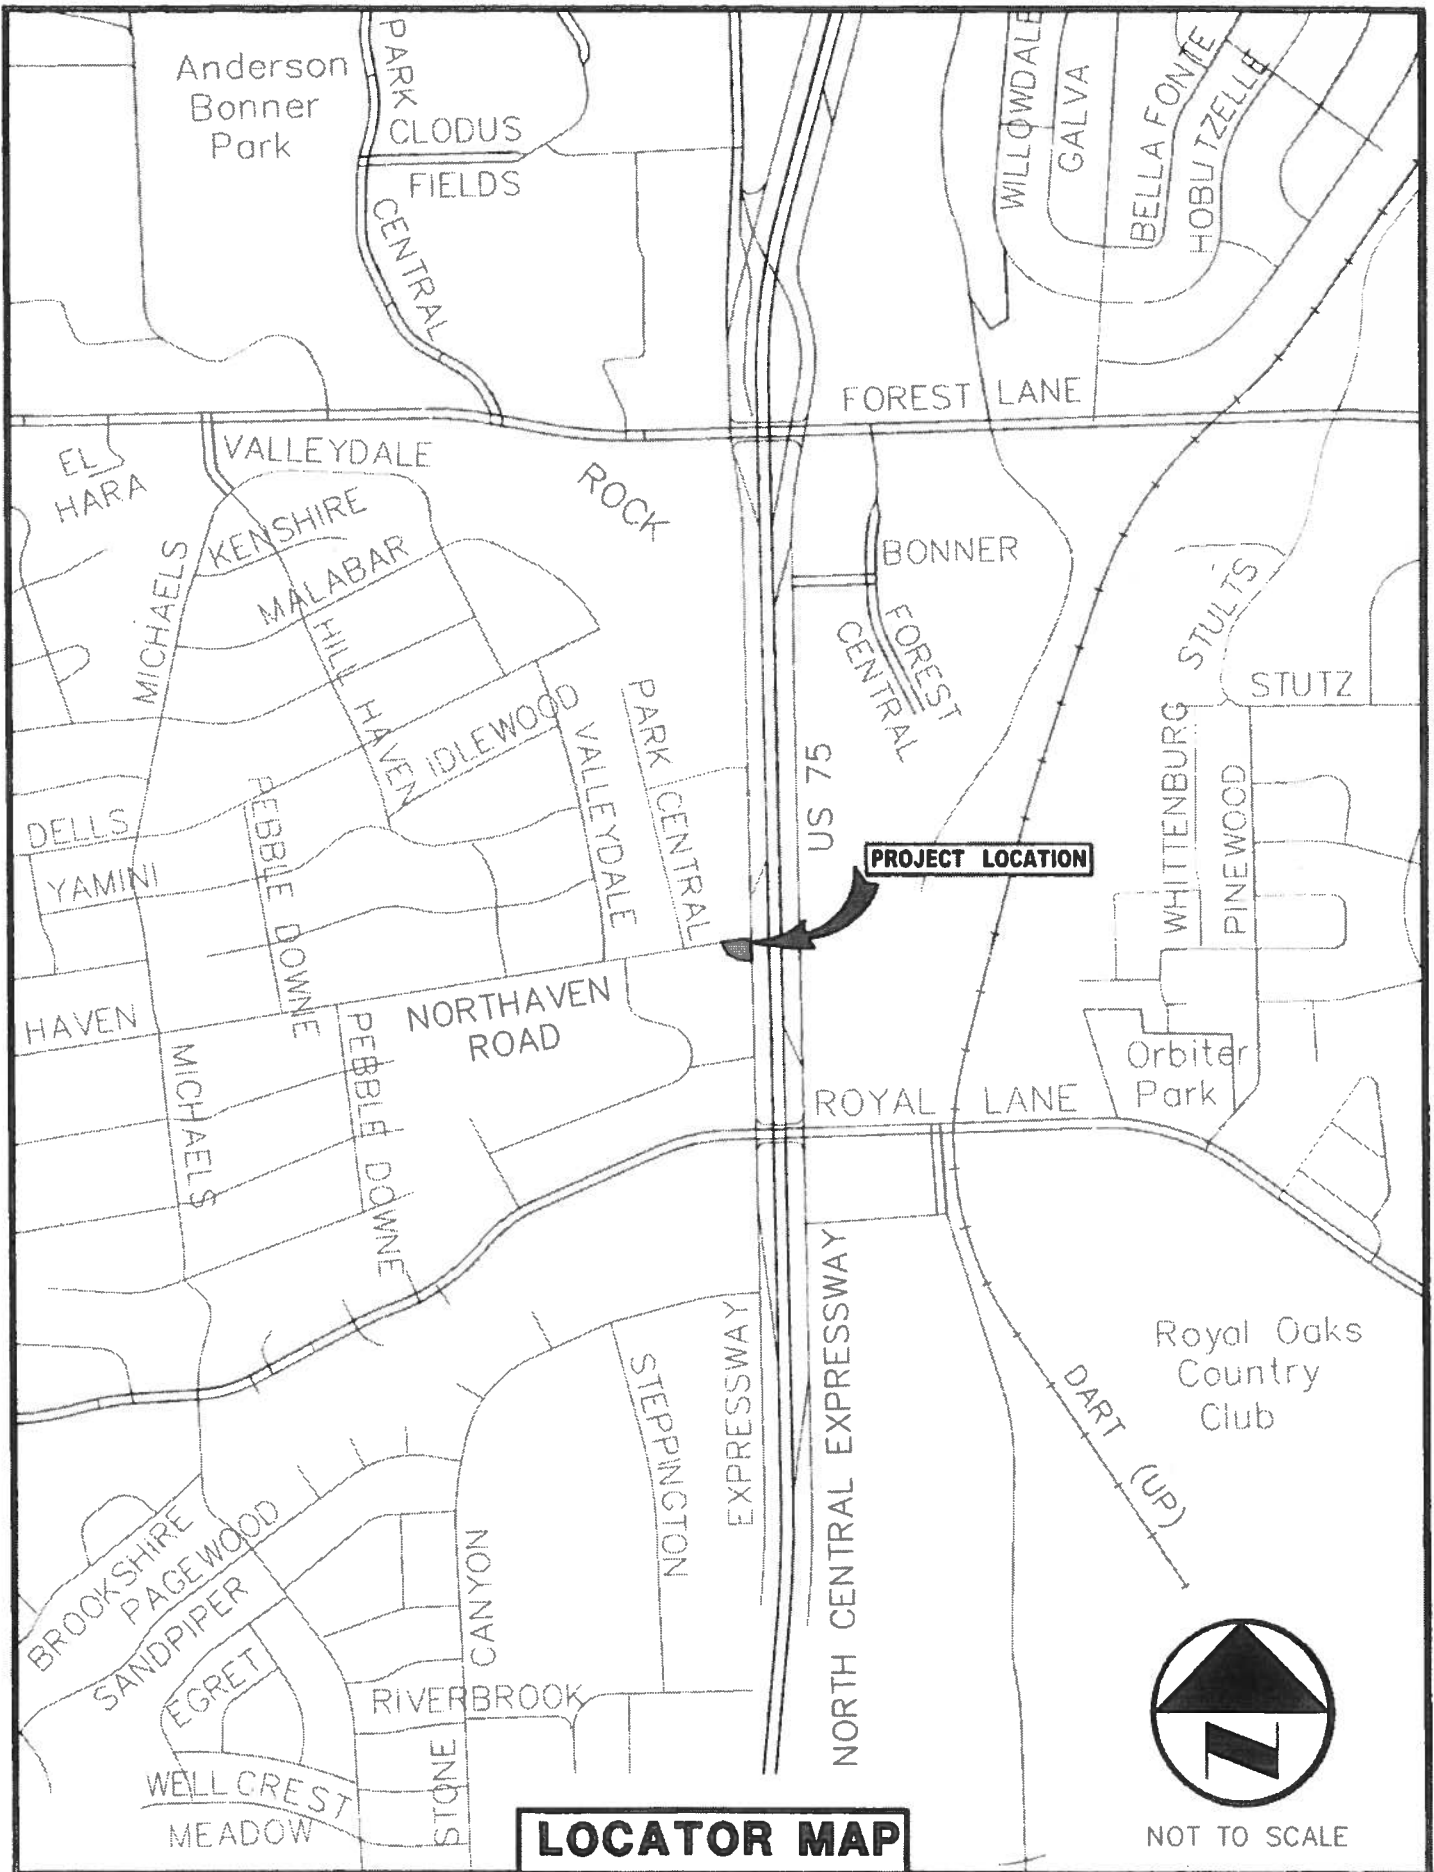 Anderson
Bonner
Park
PARK
CENTRAL
CLODUS
FIELDS
WILLOWDALE
GALVA
BELLA FONTE
HOBLITZELLE
FOREST LANE
EL
HARA
VALLEYDALE
ROCK
KENSHIRE
MALABAR
MICHAELS
HILL HAVEN
IDLEWOOD
VALLEYDALE
PARK
CENTRAL
BONNER
FOREST
CENTRAL
STULTS
STUTZ
WHITTENBURG
PINEWOOD
US 75
PROJECT LOCATION
DELLS
YAMINI
PEBBLE DOWNE
HAVEN
NORTHAVEN
ROAD
MICHAELS
PEBBLE DOWNE
Orbiter
Park
ROYAL LANE
EXPRESSWAY
NORTH CENTRAL EXPRESSWAY
STEPPINGTON
Royal Oaks
Country
Club
DART (UP)
BROOKSHIRE
PAGEWOOD
SANDPIPER
EGRET
STONE CANYON
RIVERBROOK
WELLCREST
MEADOW
LOCATOR MAP
N
NOT TO SCALE